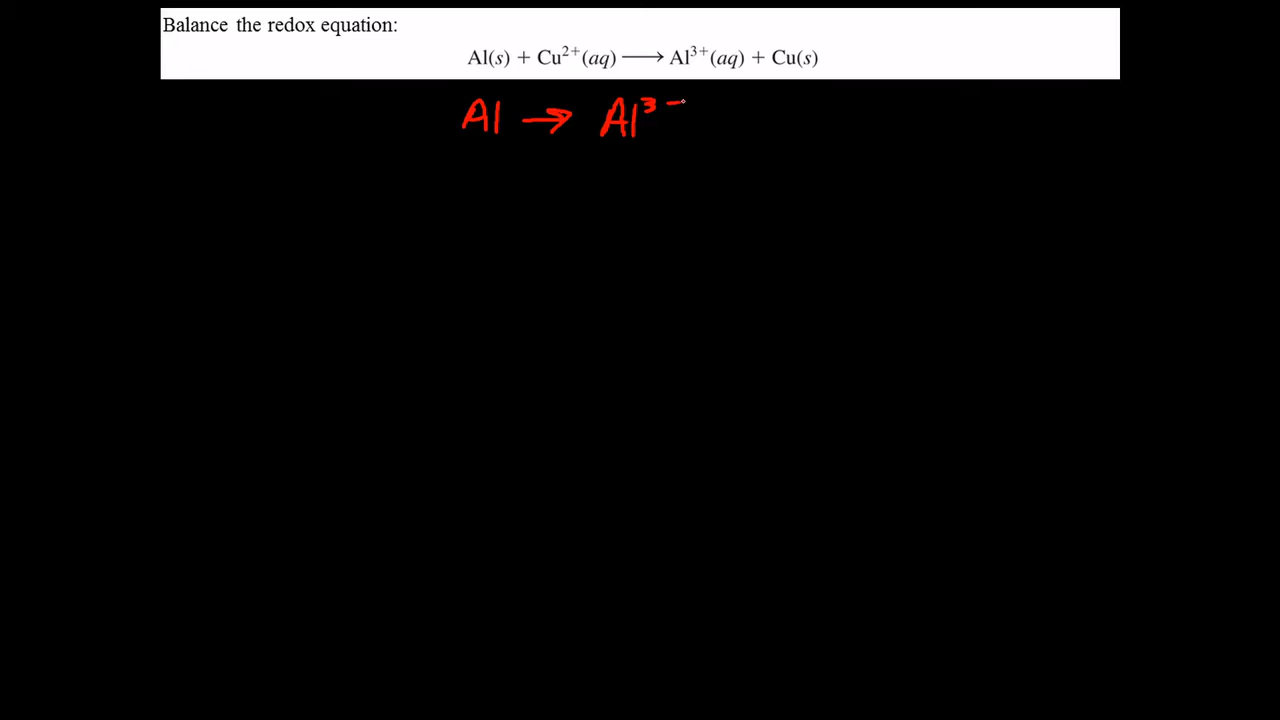 Balance the redox equation:
Al(s) + Cu²⁺(aq) ⟶ Al³⁺(aq) + Cu(s)
Al → Al³⁻